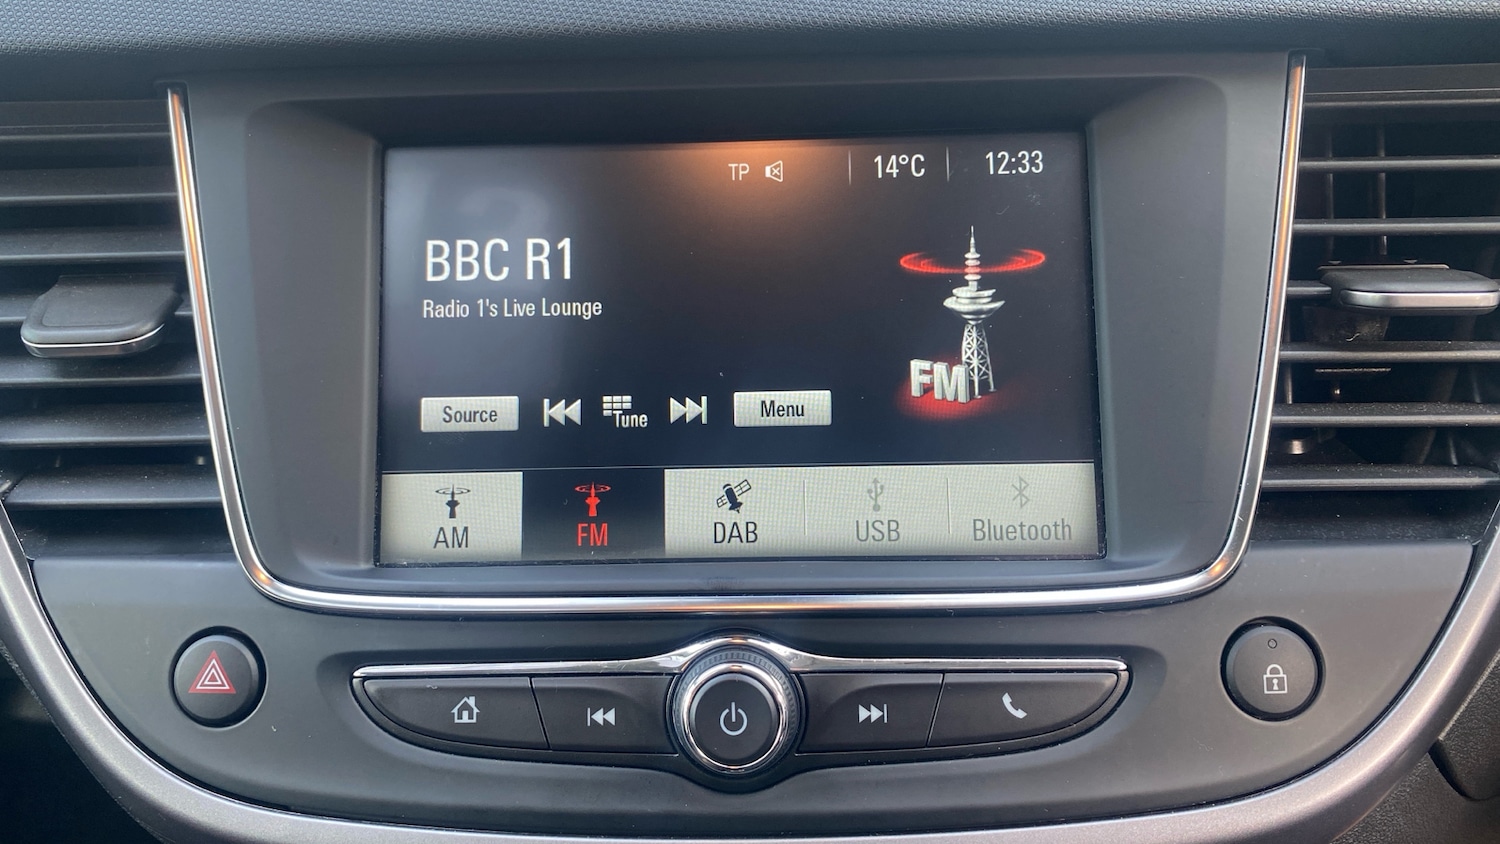 TP 14°C 12:33
BBC R1
Radio 1's Live Lounge
FM
Source Tune Menu
AM FM DAB USB Bluetooth